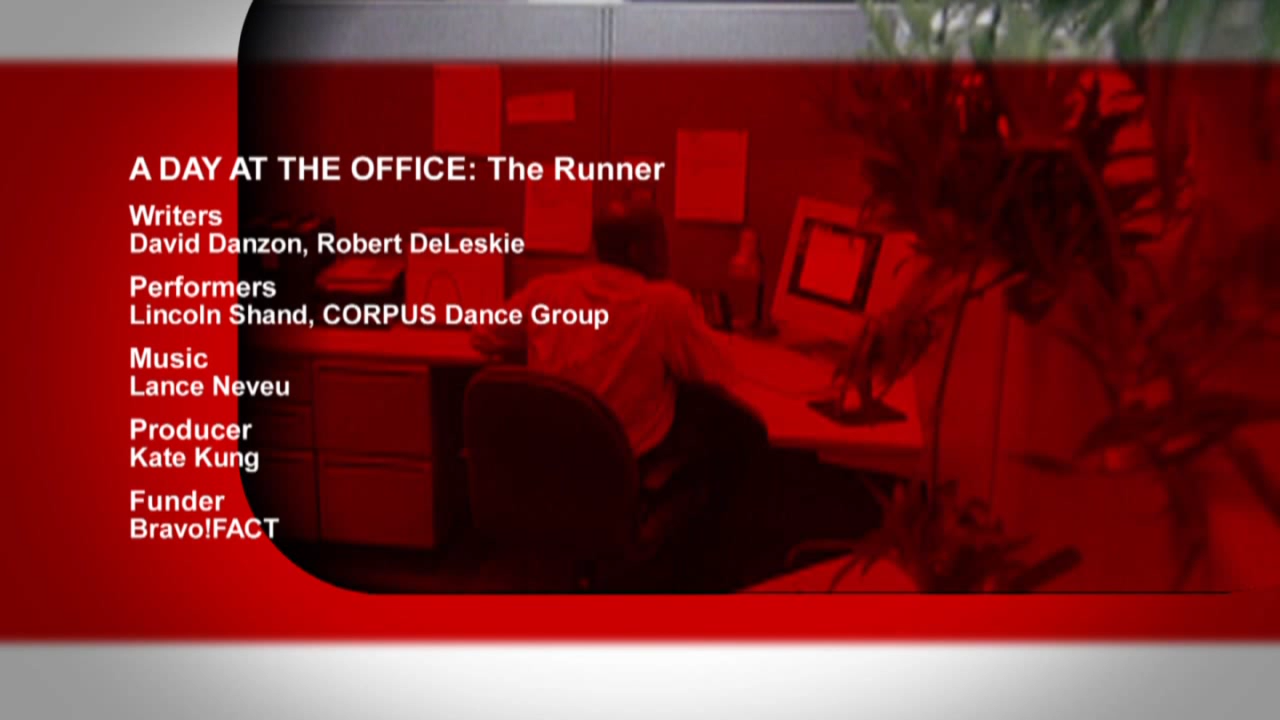 A DAY AT THE OFFICE: The Runner
Writers
David Danzon, Robert DeLeskie
Performers
Lincoln Shand, CORPUS Dance Group
Music
Lance Neveu
Producer
Kate Kung
Funder
Bravo!FACT